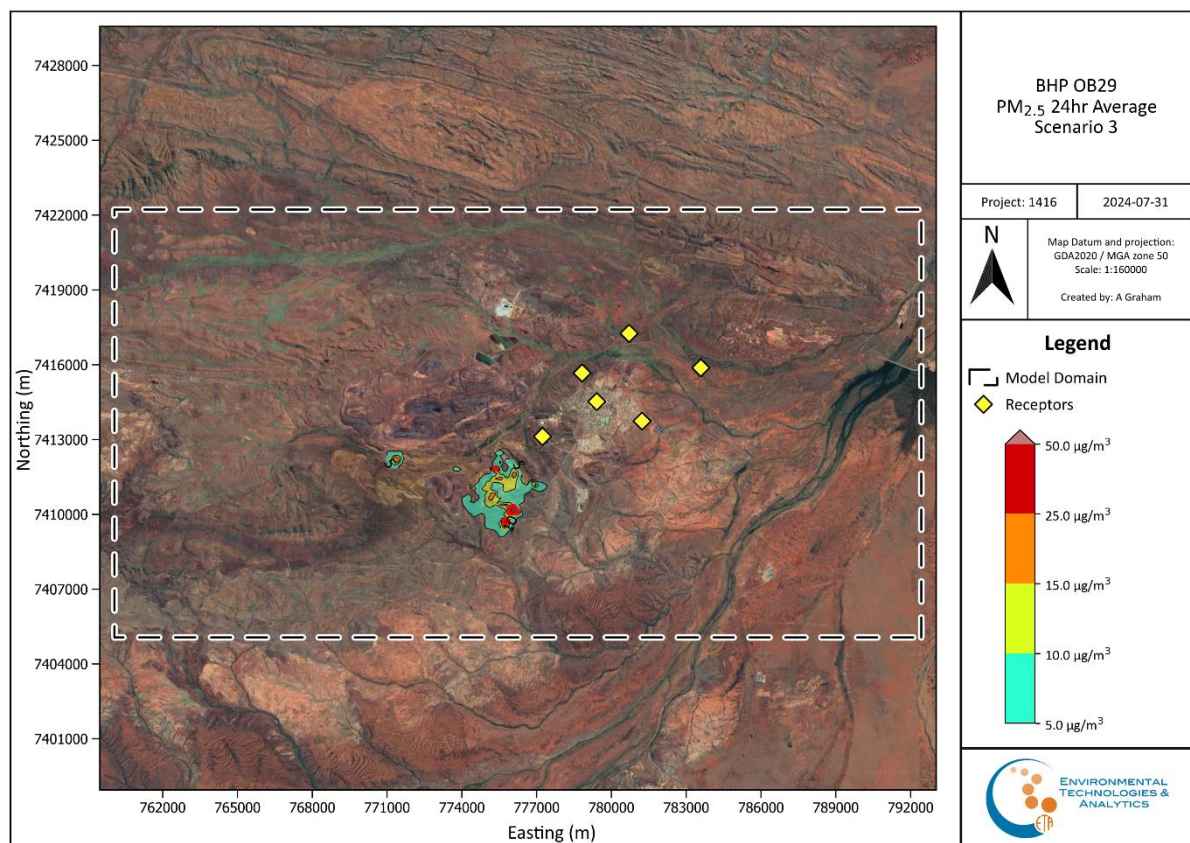 BHP OB29
PM2.5 24hr Average
Scenario 3
Project: 1416
2024-07-31
N
Map Datum and projection:
GDA2020 / MGA zone 50
Scale: 1:160000
Created by: A Graham
Legend
Model Domain
Receptors
50.0 µg/m³
25.0 µg/m³
15.0 µg/m³
10.0 µg/m³
5.0 µg/m³
ENVIRONMENTAL
TECHNOLOGIES &
ANALYTICS
ETA
Northing (m)
7428000
7425000
7422000
7419000
7416000
7413000
7410000
7407000
7404000
7401000
762000 765000 768000 771000 774000 777000 780000 783000 786000 789000 792000
Easting (m)